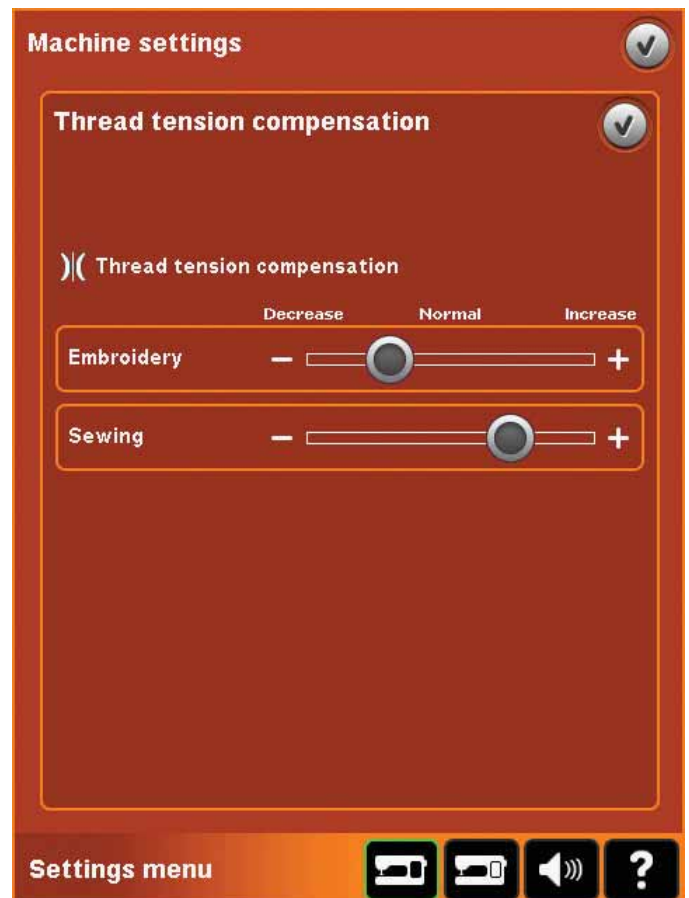 Machine settings
Thread tension compensation
Thread tension compensation
Decrease Normal Increase
Embroidery − +
Sewing − +
Settings menu ?